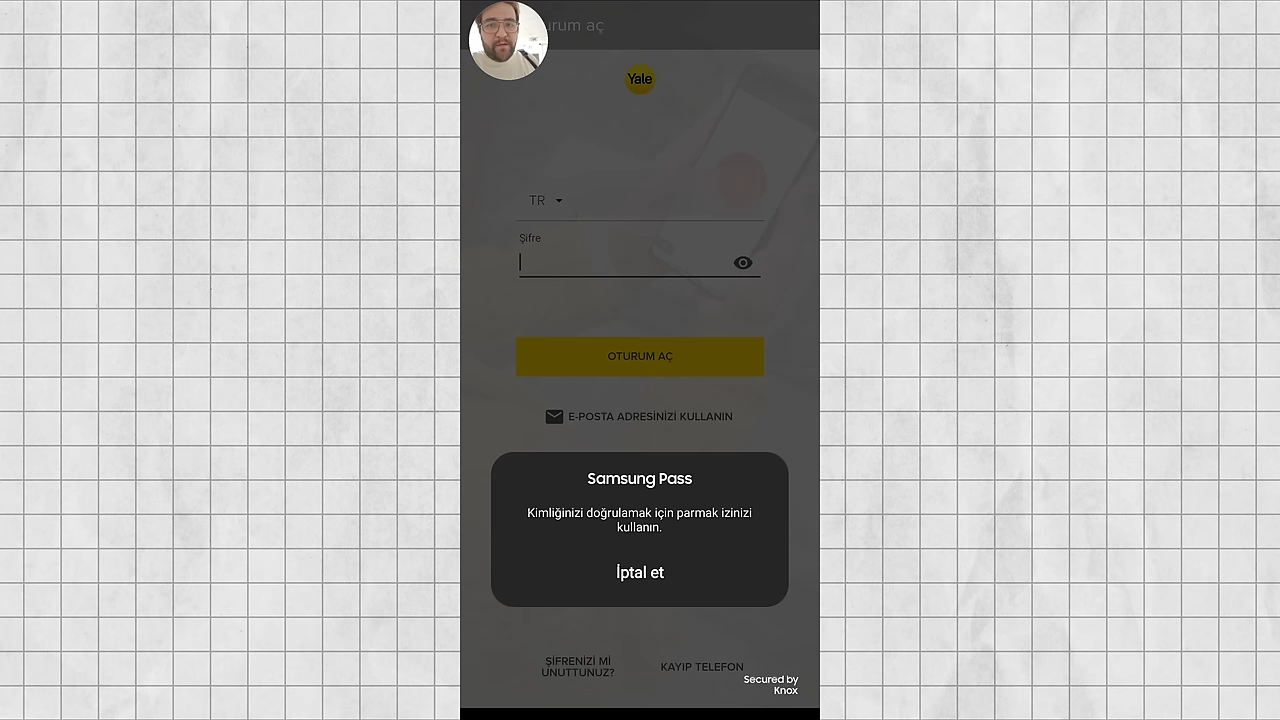 urum aç
Yale
TR
Şifre
OTURUM AÇ
E-POSTA ADRESİNİZİ KULLANIN
Samsung Pass
Kimliğinizi doğrulamak için parmak izinizi
kullanın.
İptal et
ŞİFRENİZİ Mİ
UNUTTUNUZ?
KAYIP TELEFON
Secured by
Knox